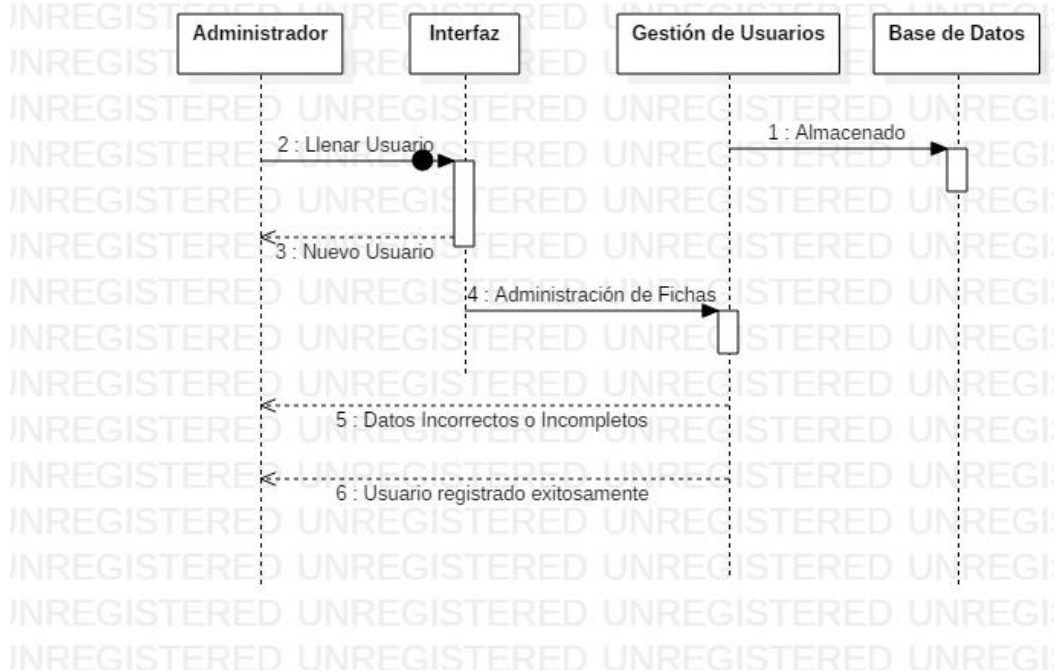 Administrador
Interfaz
Gestión de Usuarios
Base de Datos
1 : Almacenado
2 : Llenar Usuario
3 : Nuevo Usuario
4 : Administración de Fichas
5 : Datos Incorrectos o Incompletos
6 : Usuario registrado exitosamente
UNREGISTERED